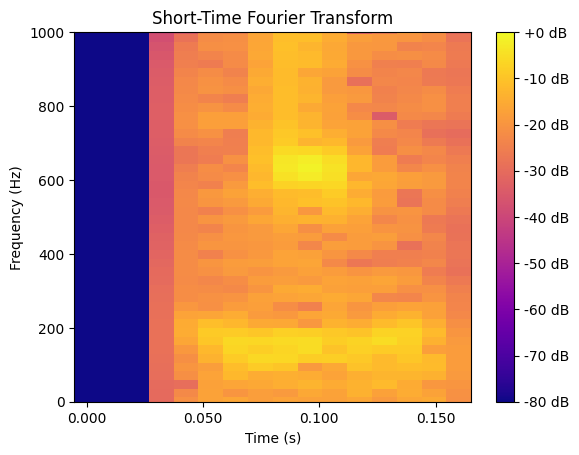 Short-Time Fourier Transform
1000
800
600
400
200
0
Frequency (Hz)
0.000
0.050
0.100
0.150
Time (s)
+0 dB
-10 dB
-20 dB
-30 dB
-40 dB
-50 dB
-60 dB
-70 dB
-80 dB